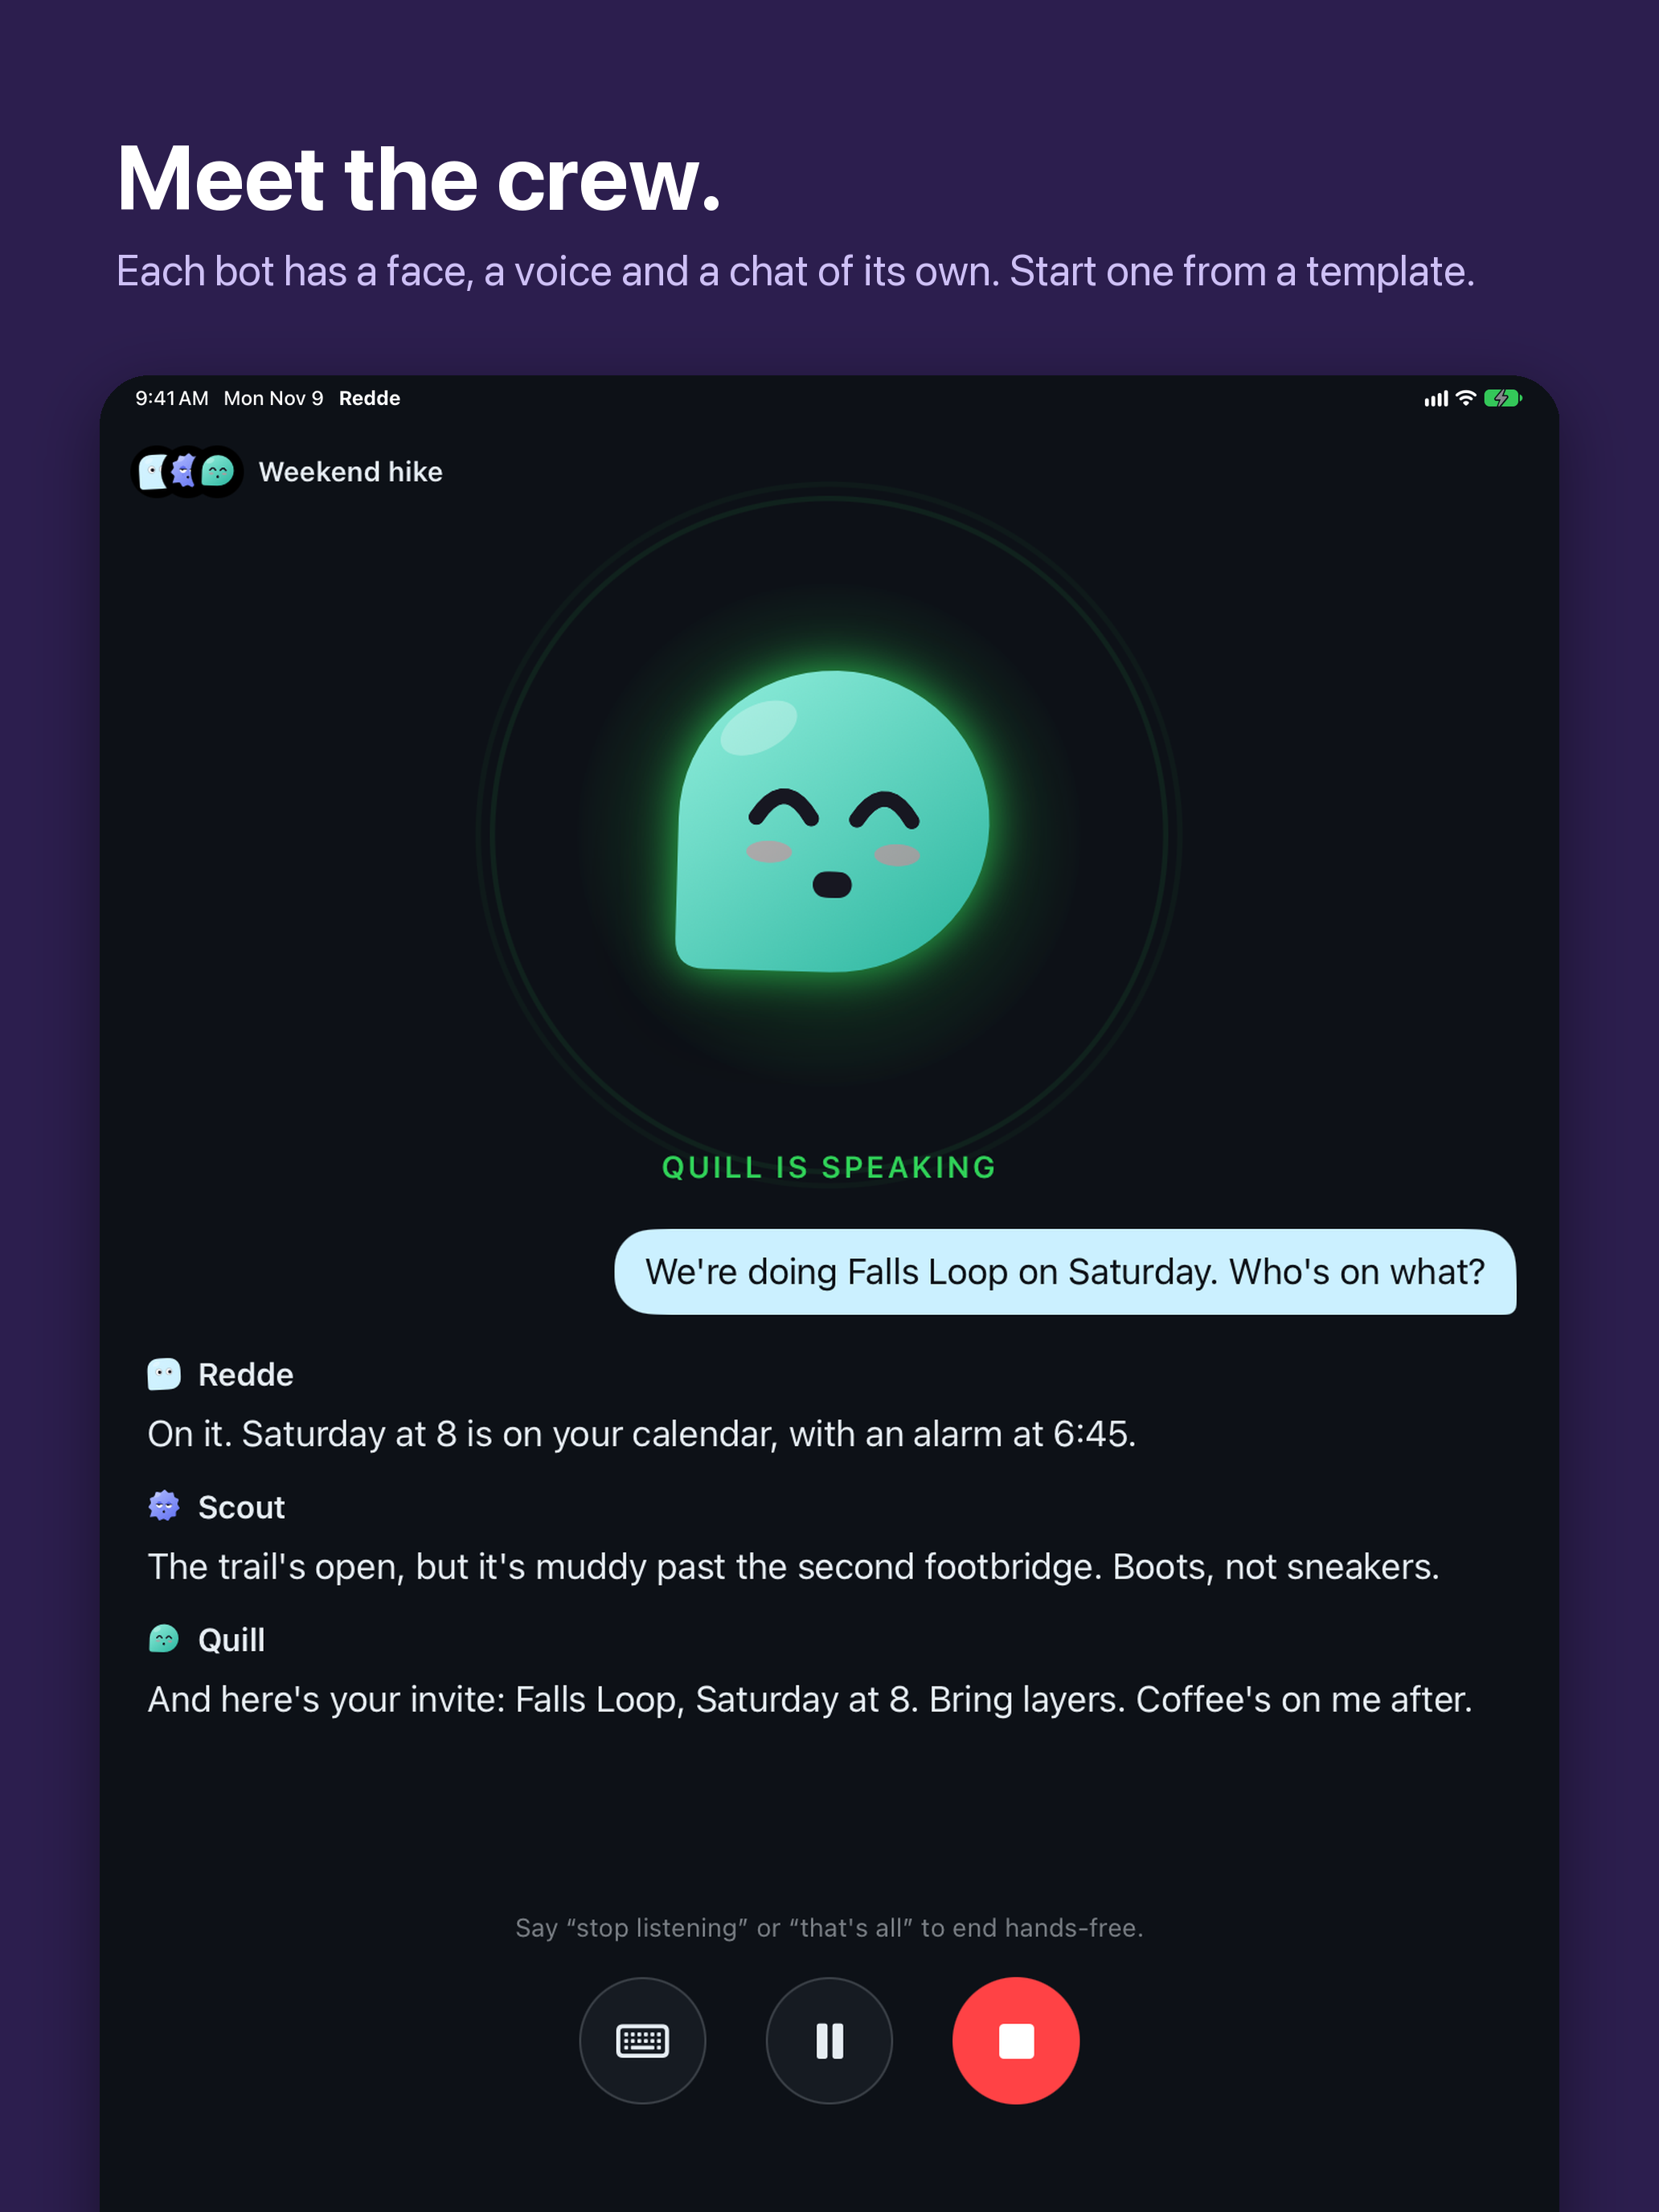 Meet the crew.
Each bot has a face, a voice and a chat of its own. Start one from a template.
9:41 AM Mon Nov 9 Redde
Weekend hike
QUILL IS SPEAKING
We're doing Falls Loop on Saturday. Who's on what?
Redde
On it. Saturday at 8 is on your calendar, with an alarm at 6:45.
Scout
The trail's open, but it's muddy past the second footbridge. Boots, not sneakers.
Quill
And here's your invite: Falls Loop, Saturday at 8. Bring layers. Coffee's on me after.
Say “stop listening” or “that's all” to end hands-free.